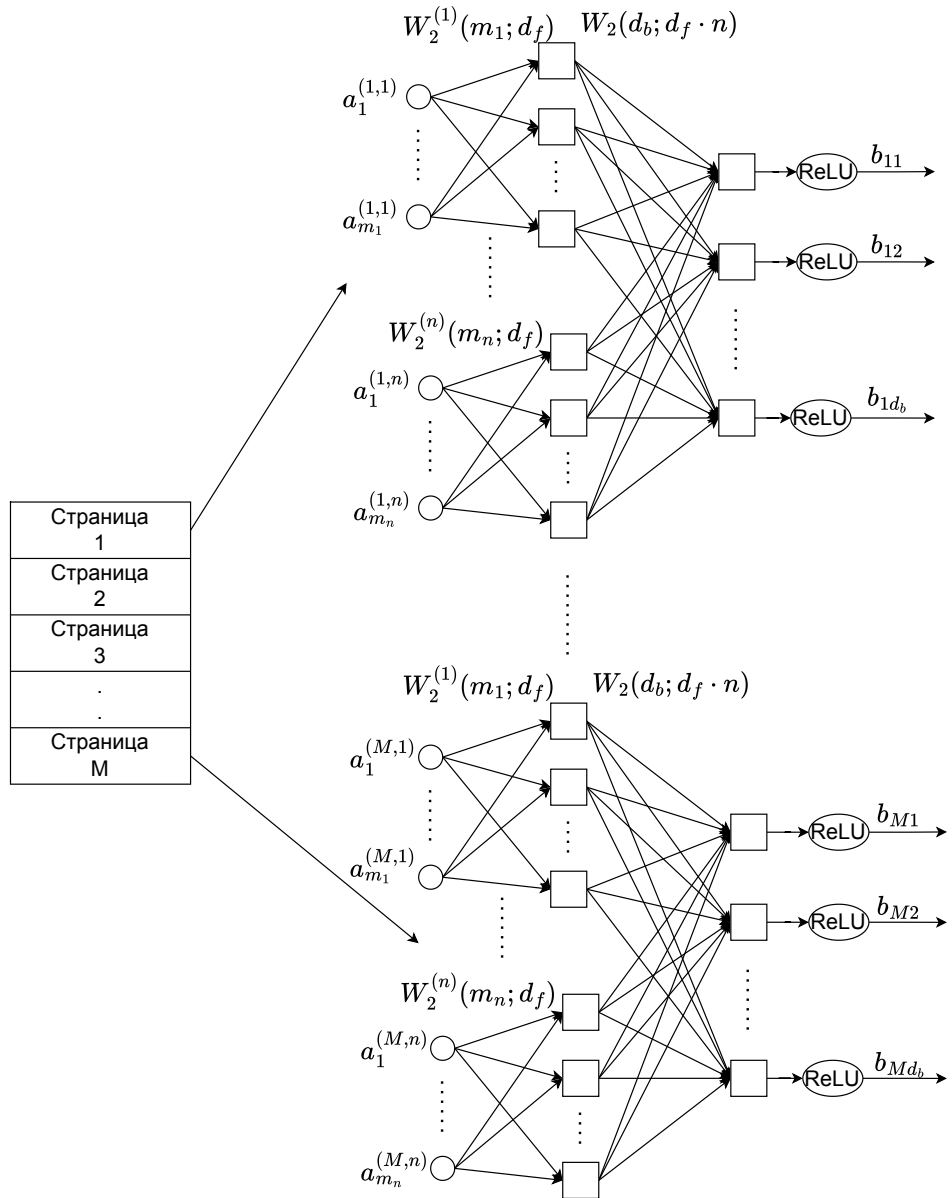 $W_2^{(1)}(m_1; d_f)$ $W_2(d_b; d_f \cdot n)$
$a_1^{(1,1)}$
ReLU $b_{11}$
$a_{m_1}^{(1,1)}$
ReLU $b_{12}$
$W_2^{(n)}(m_n; d_f)$
$a_1^{(1,n)}$
ReLU $b_{1d_b}$
$a_{m_n}^{(1,n)}$
Страница
1
Страница
2
Страница
3
.
.
Страница
M
$W_2^{(1)}(m_1; d_f)$ $W_2(d_b; d_f \cdot n)$
$a_1^{(M,1)}$
ReLU $b_{M1}$
$a_{m_1}^{(M,1)}$
ReLU $b_{M2}$
$W_2^{(n)}(m_n; d_f)$
$a_1^{(M,n)}$
ReLU $b_{Md_b}$
$a_{m_n}^{(M,n)}$